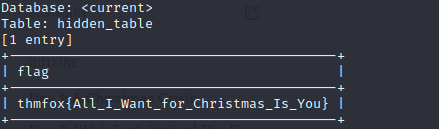 Database: <current>
Table: hidden_table
[1 entry]
+-----------------------------------------+
| flag                                    |
+-----------------------------------------+
| thmfox{All_I_Want_for_Christmas_Is_You} |
+-----------------------------------------+